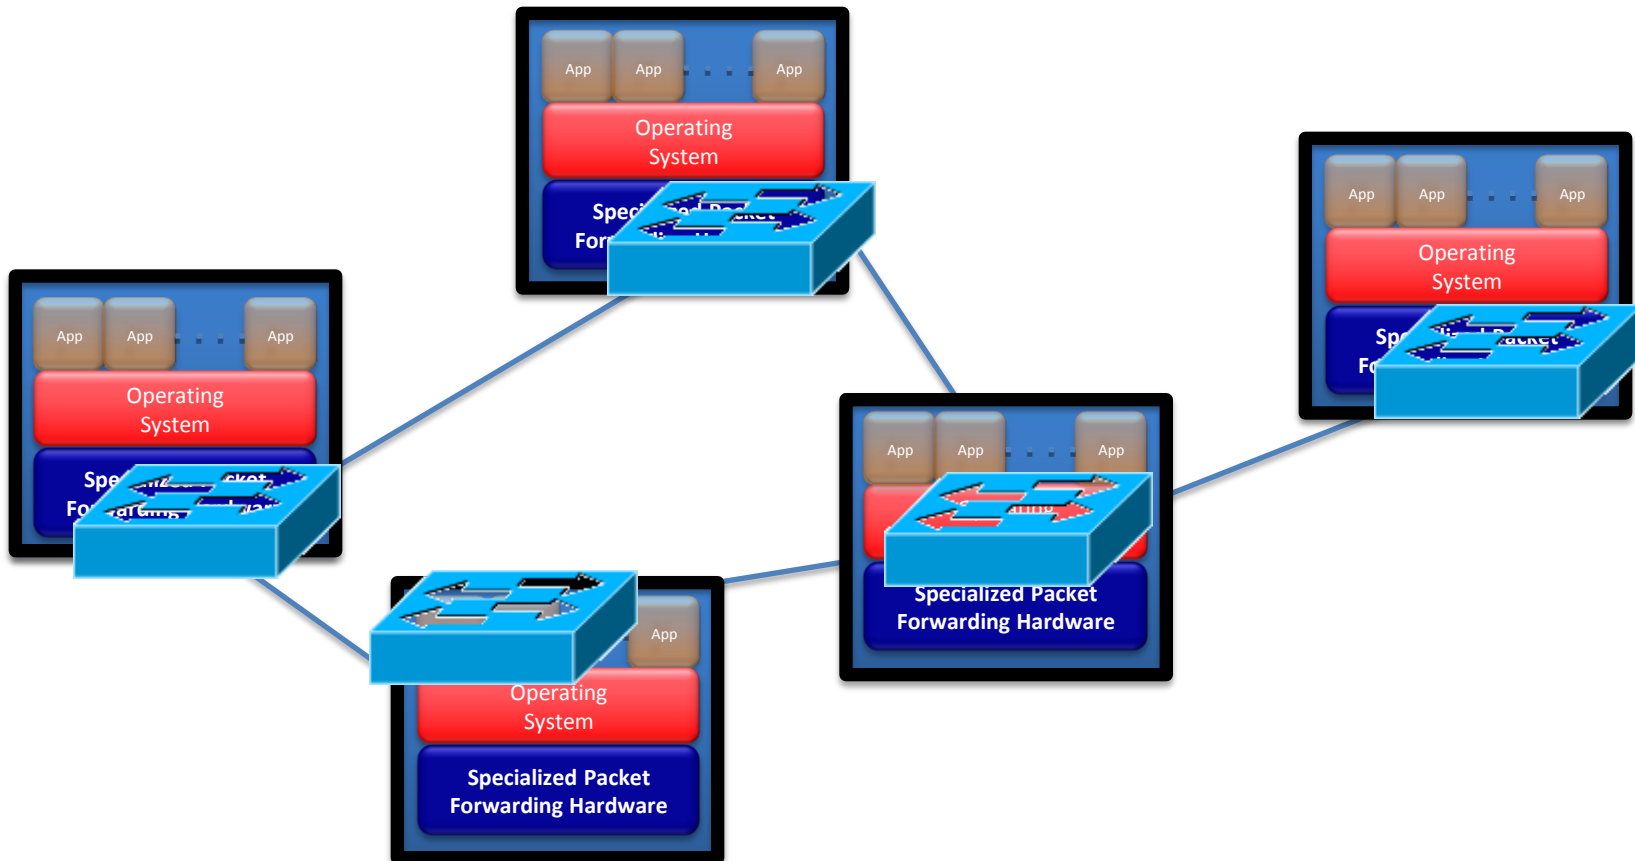 App App .... App
Operating
System
App App .... App
Operating
System
App App .... App
Operating
System
App App .... App
Specialized Packet
Forwarding Hardware
App
Operating
System
Specialized Packet
Forwarding Hardware